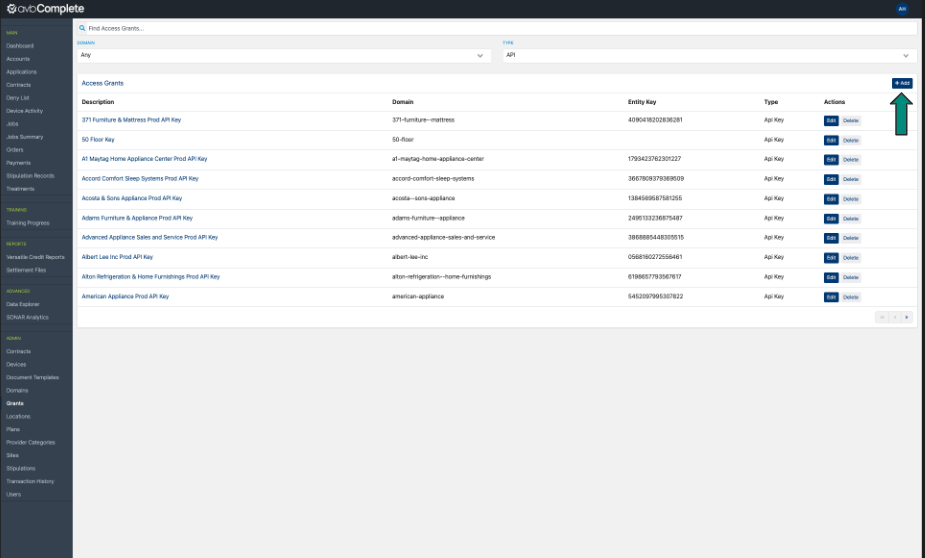 avbComplete
AH
MAIN
Dashboard
Accounts
Applications
Contracts
Deny List
Device Activity
Jobs
Jobs Summary
Orders
Payments
Stipulation Records
Treatments
TRAINING
Training Progress
REPORTS
Versatile Credit Reports
Settlement Files
ADVANCED
Data Explorer
SONAR Analytics
ADMIN
Contracts
Devices
Document Templates
Domains
Grants
Locations
Plans
Provider Categories
Sites
Stipulations
Transaction History
Users
Find Access Grants...
DOMAIN TYPE
Any API
Access Grants + Add
Description Domain Entity Key Type Actions
371 Furniture & Mattress Prod API Key 371-furniture--mattress 4090418202836281 Api Key Edit Delete
50 Floor Key 50-floor Api Key Edit Delete
A1 Maytag Home Appliance Center Prod API Key a1-maytag-home-appliance-center 1793423762301227 Api Key Edit Delete
Accord Comfort Sleep Systems Prod API Key accord-comfort-sleep-systems 3667809379369509 Api Key Edit Delete
Acosta & Sons Appliance Prod API Key acosta--sons-appliance 1384569587581255 Api Key Edit Delete
Adams Furniture & Appliance Prod API Key adams-furniture--appliance 2495133236875487 Api Key Edit Delete
Advanced Appliance Sales and Service Prod API Key advanced-appliance-sales-and-service 3868885448305515 Api Key Edit Delete
Albert Lee Inc Prod API Key albert-lee-inc 0568160272556461 Api Key Edit Delete
Alton Refrigeration & Home Furnishings Prod API Key alton-refrigeration--home-furnishings 6198657793567617 Api Key Edit Delete
American Appliance Prod API Key american-appliance 5452097995307822 Api Key Edit Delete